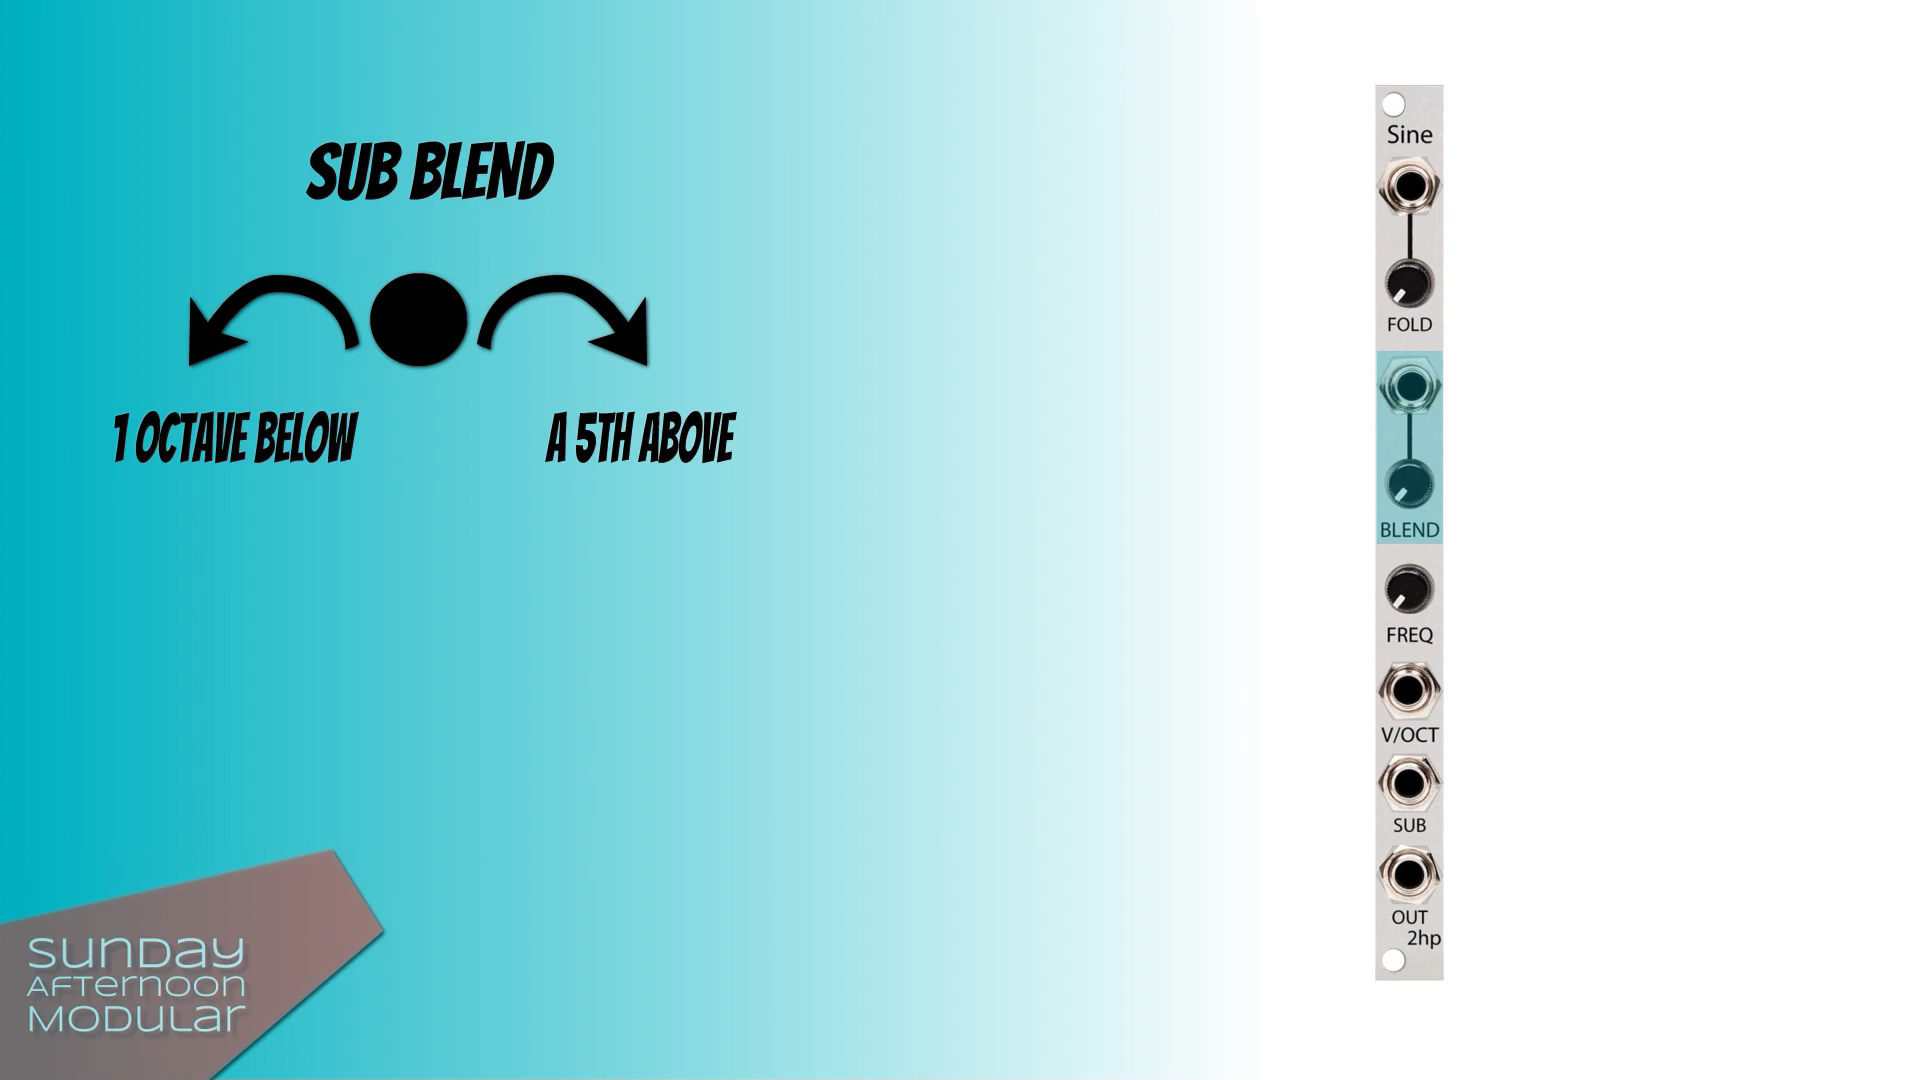 SUB BLEND
1 OCTAVE BELOW
A 5TH ABOVE
Sine
FOLD
BLEND
FREQ
V/OCT
SUB
OUT
2hp
Sunday
Afternoon
Modular